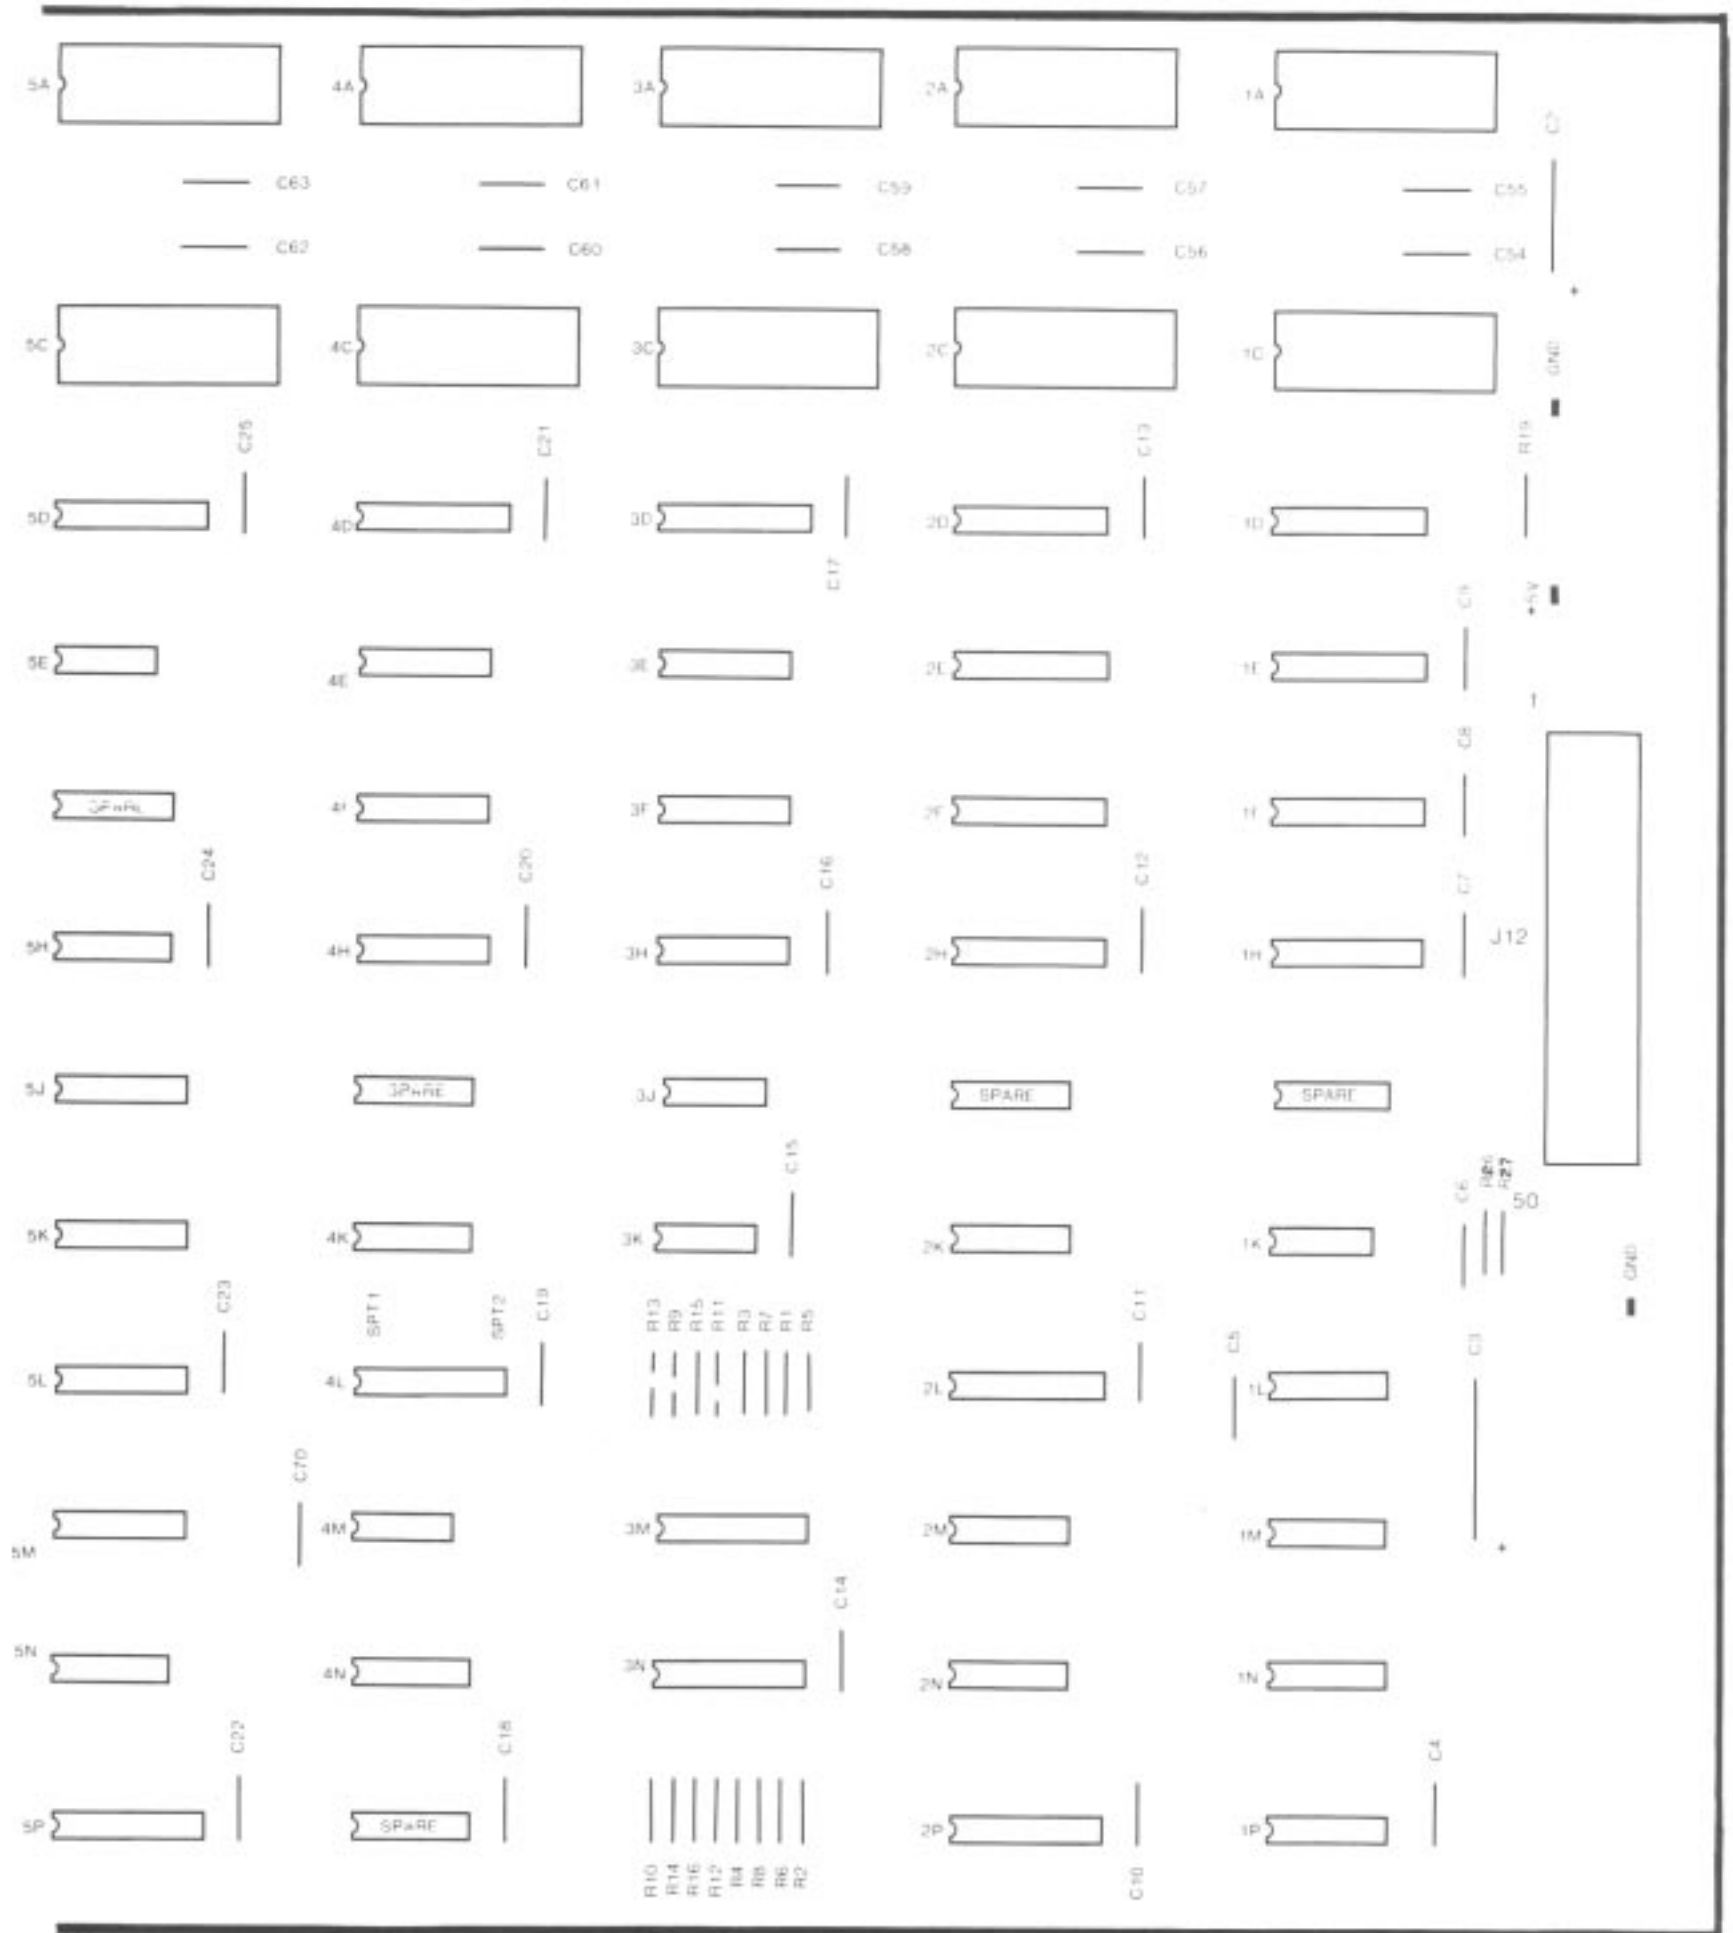 5A 4A 3A 2A 1A C2
C63 C61 C59 C57 C55
C62 C60 C58 C56 C54
+
5C 4C 3C 2C 1C GND
C25 C21 C13 R19
5D 4D 3D 2D 1D
C17 C9 +5V
5E 4E 3E 2E 1E
1
C8
SPARE 4F 3F 2F 1F
C24 C20 C16 C12 C7
5H 4H 3H 2H 1H J12
5J SPARE 3J SPARE SPARE
C15 C6 R26 R27 50
5K 4K 3K 2K 1K GND
C23 SPT1 SPT2 C19 R13 R9 R15 R11 R3 R7 R1 R5 C11 C5 C3
5L 4L 2L 1L
C70
5M 4M 3M 2M 1M +
C14
5N 4N 3N 2N 1N
C22 C18 C4
5P SPARE 2P 1P
R10 R14 R16 R12 R4 R8 R6 R2 C10